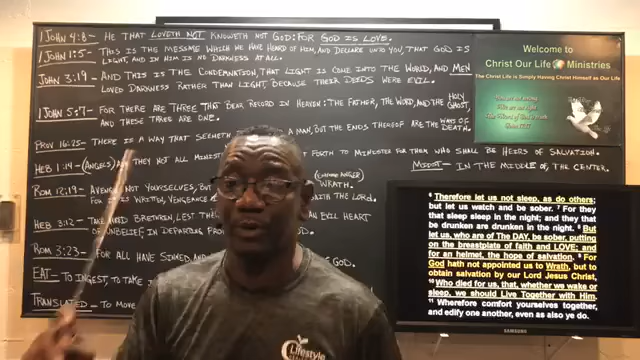 1 JOHN 4:8- HE THAT LOVETH NOT KNOWETH NOT GOD: FOR GOD IS LOVE.
1 JOHN 1:5- THIS IS THE MESSAGE WHICH WE HAVE HEARD OF HIM, AND DECLARE UNTO YOU, THAT GOD IS
LIGHT, AND IN HIM IS NO DARKNESS AT ALL.
JOHN 3:19- AND THIS IS THE CONDEMNATION, THAT LIGHT IS COME INTO THE WORLD, AND MEN
LOVED DARKNESS RATHER THAN LIGHT, BECAUSE THEIR DEEDS WERE EVIL.
1 JOHN 5:7- FOR THERE ARE THREE THAT BEAR RECORD IN HEAVEN: THE FATHER, THE WORD, AND THE HOLY GHOST,
AND THESE THREE ARE ONE.
PROV 16:25- THERE IS A WAY THAT SEEMETH A MAN, BUT THE ENDS THEREOF ARE THE WAYS OF DEATH.
HEB 1:14- (ANGELS) THEY NOT ALL FORTH TO MINISTER FOR THEM WHO SHALL BE HEIRS OF SALVATION.
ROM 12:19- NOT YOURSELVES, WRATH.
FOR IT IS WRITTEN, THE LORD.
HEB 3:12- BRETHREN, AN EVIL HEART
OF UNBELIEF, IN DEPARTING
ROM 3:23- FOR ALL HAVE SINNED GOD.
EAT- TO INGEST, TO TAKE
TRANSLATED- TO MOVE
MIDST- IN THE MIDDLE OF, THE CENTER.
Welcome to
Christ Our Life Ministries
The Christ Life is Simply Having Christ Himself as Our Life
6 Therefore let us not sleep, as do others;
but let us watch and be sober. 7 For they
that sleep sleep in the night; and they that
be drunken are drunken in the night. 8 But
let us, who are of The DAY, be sober, putting
on the breastplate of faith and LOVE; and
for an helmet, the hope of salvation. 9 For
God hath not appointed us to Wrath, but to
obtain salvation by our Lord Jesus Christ,
10 Who died for us, that, whether we wake or
sleep, we should Live Together with Him.
11 Wherefore comfort yourselves together,
and edify one another, even as also ye do.
SAMSUNG
Lifestyle